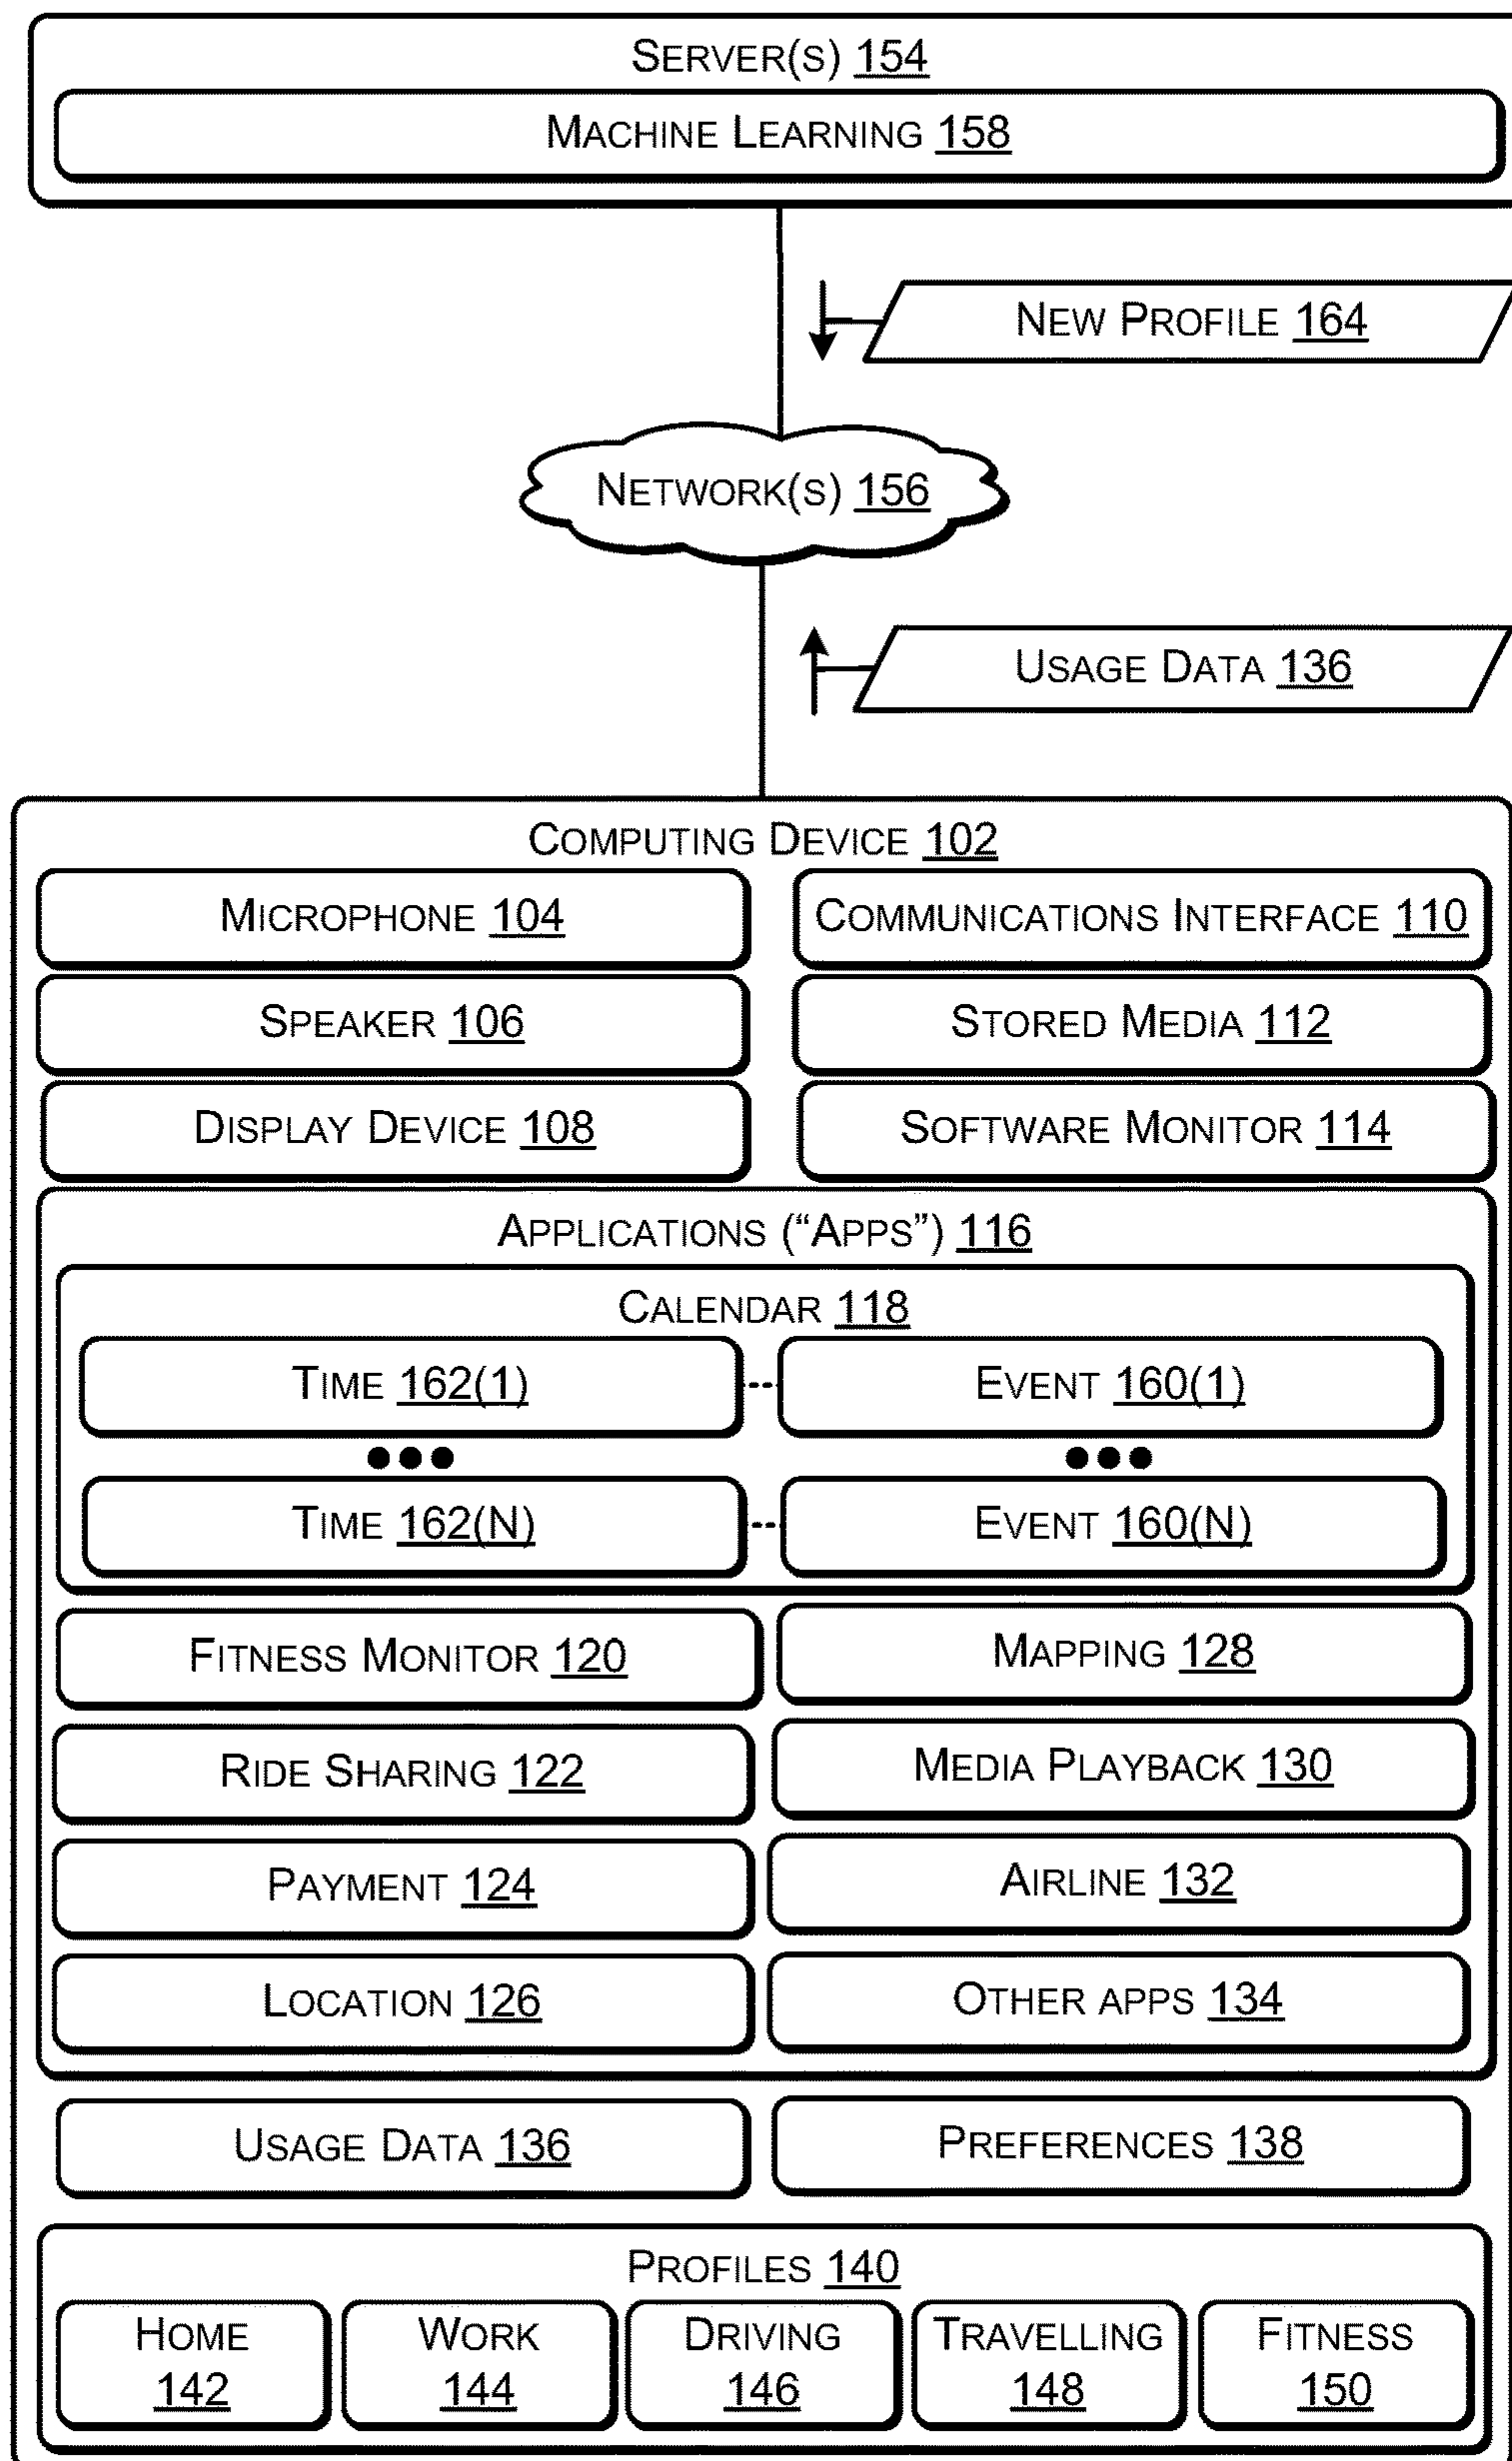 SERVER(S) 154
MACHINE LEARNING 158
NEW PROFILE 164
NETWORK(S) 156
USAGE DATA 136
COMPUTING DEVICE 102
MICROPHONE 104
COMMUNICATIONS INTERFACE 110
SPEAKER 106
STORED MEDIA 112
DISPLAY DEVICE 108
SOFTWARE MONITOR 114
APPLICATIONS (“APPS”) 116
CALENDAR 118
TIME 162(1)
EVENT 160(1)
TIME 162(N)
EVENT 160(N)
FITNESS MONITOR 120
MAPPING 128
RIDE SHARING 122
MEDIA PLAYBACK 130
PAYMENT 124
AIRLINE 132
LOCATION 126
OTHER APPS 134
USAGE DATA 136
PREFERENCES 138
PROFILES 140
HOME
142
WORK
144
DRIVING
146
TRAVELLING
148
FITNESS
150